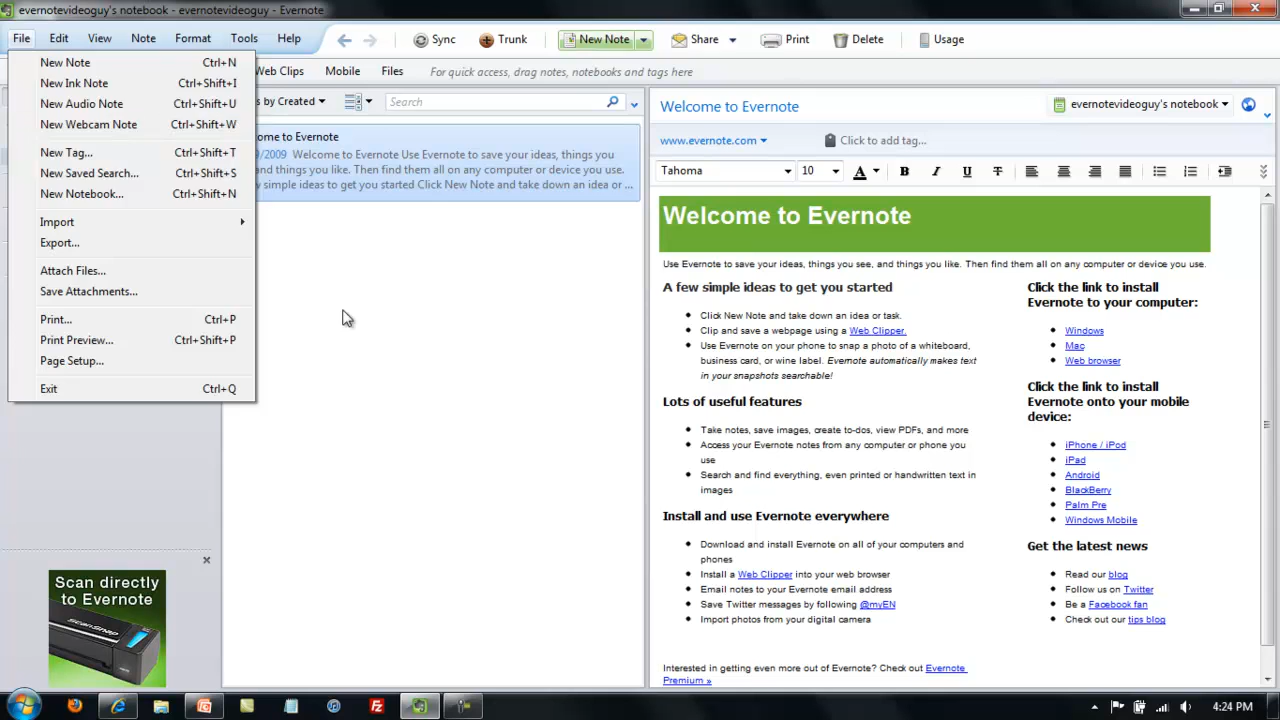 evernotevideoguy's notebook - evernotevideoguy - Evernote
File Edit View Note Format Tools Help
Sync Trunk New Note Share Print Delete Usage
New Note Ctrl+N
New Ink Note Ctrl+Shift+I
New Audio Note Ctrl+Shift+U
New Webcam Note Ctrl+Shift+W
New Tag... Ctrl+Shift+T
New Saved Search... Ctrl+Shift+S
New Notebook... Ctrl+Shift+N
Import
Export...
Attach Files...
Save Attachments...
Print... Ctrl+P
Print Preview... Ctrl+Shift+P
Page Setup...
Exit Ctrl+Q
Web Clips Mobile Files For quick access, drag notes, notebooks and tags here
s by Created Search
ome to Evernote
/2009 Welcome to Evernote Use Evernote to save your ideas, things you
and things you like. Then find them all on any computer or device you use.
simple ideas to get you started Click New Note and take down an idea or ...
Scan directly
to Evernote
Welcome to Evernote evernotevideoguy's notebook
www.evernote.com Click to add tag...
Tahoma 10 A B I U T
Welcome to Evernote
Use Evernote to save your ideas, things you see, and things you like. Then find them all on any computer or device you use.
A few simple ideas to get you started
Click New Note and take down an idea or task.
Clip and save a webpage using a Web Clipper.
Use Evernote on your phone to snap a photo of a whiteboard,
business card, or wine label. Evernote automatically makes text
in your snapshots searchable!
Lots of useful features
Take notes, save images, create to-dos, view PDFs, and more
Access your Evernote notes from any computer or phone you
use
Search and find everything, even printed or handwritten text in
images
Install and use Evernote everywhere
Download and install Evernote on all of your computers and
phones
Install a Web Clipper into your web browser
Email notes to your Evernote email address
Save Twitter messages by following @myEN
Import photos from your digital camera
Interested in getting even more out of Evernote? Check out Evernote
Premium »
Click the link to install
Evernote to your computer:
Windows
Mac
Web browser
Click the link to install
Evernote onto your mobile
device:
iPhone / iPod
iPad
Android
BlackBerry
Palm Pre
Windows Mobile
Get the latest news
Read our blog
Follow us on Twitter
Be a Facebook fan
Check out our tips blog
4:24 PM